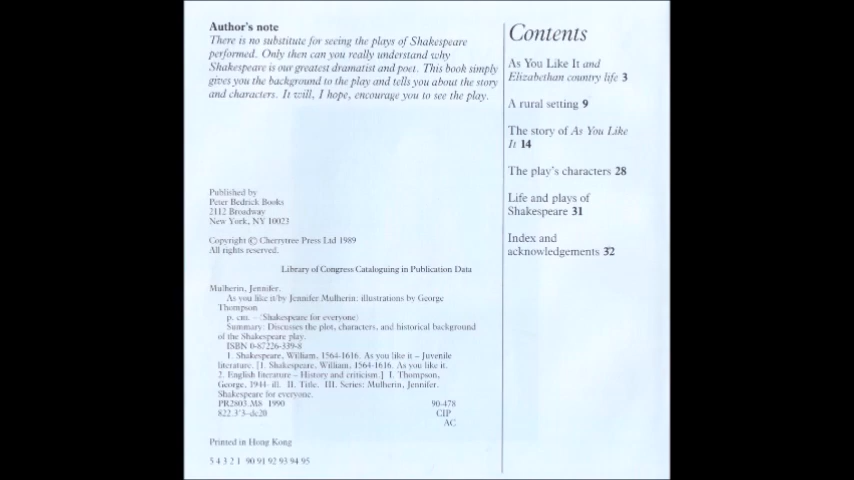 Author's note
There is no substitute for seeing the plays of Shakespeare
performed. Only then can you really understand why
Shakespeare is our greatest dramatist and poet. This book simply
gives you the background to the play and tells you about the story
and characters. It will, I hope, encourage you to see the play.
Published by
Peter Bedrick Books
2112 Broadway
New York, NY 10023
Copyright © Cherrytree Press Ltd 1989
All rights reserved.
Library of Congress Cataloguing in Publication Data
Mulherin, Jennifer.
As you like it/by Jennifer Mulherin: illustrations by George
Thompson
p. cm. – (Shakespeare for everyone)
Summary: Discusses the plot, characters, and historical background
of the Shakespeare play.
ISBN 0-87226-339-8
1. Shakespeare, William, 1564-1616. As you like it – Juvenile
literature. [1. Shakespeare, William, 1564-1616. As you like it.
2. English literature – History and criticism.] I. Thompson,
George, 1944- ill. II. Title. III. Series: Mulherin, Jennifer.
Shakespeare for everyone.
PR2803.M8 1990 90-478
822.3'3–dc20 CIP
AC
Printed in Hong Kong
5 4 3 2 1 90 91 92 93 94 95
Contents
As You Like It and
Elizabethan country life 3
A rural setting 9
The story of As You Like
It 14
The play's characters 28
Life and plays of
Shakespeare 31
Index and
acknowledgements 32